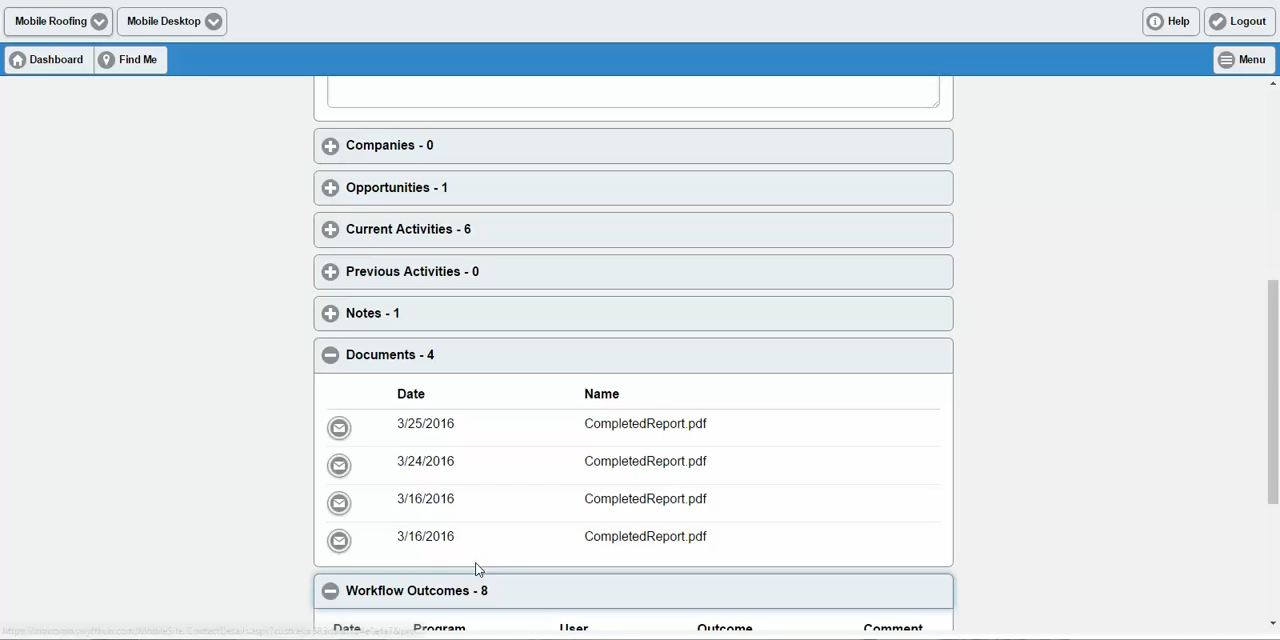 Mobile Roofing
Mobile Desktop
Help
Logout
Dashboard
Find Me
Menu
Companies - 0
Opportunities - 1
Current Activities - 6
Previous Activities - 0
Notes - 1
Documents - 4
Date Name
3/25/2016 CompletedReport.pdf
3/24/2016 CompletedReport.pdf
3/16/2016 CompletedReport.pdf
3/16/2016 CompletedReport.pdf
Workflow Outcomes - 8
Date Program User Outcome Comment